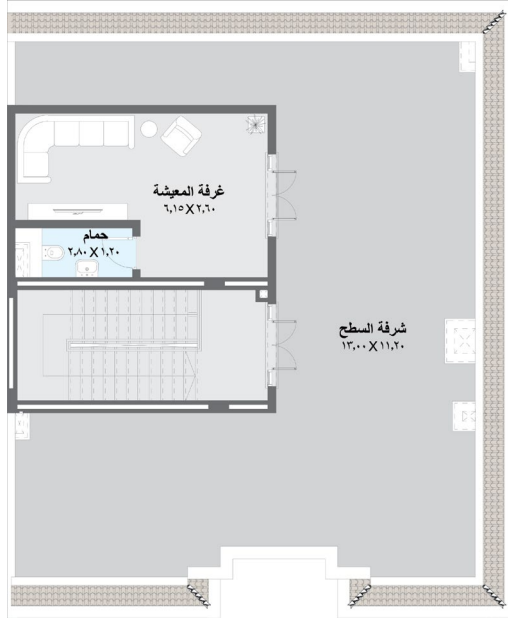 غرفة المعيشة
٦,١٥X٢,٦٠
حمام
٢,٨٠X١,٢٠
شرفة السطح
١٣,٠٠X١١,٢٠